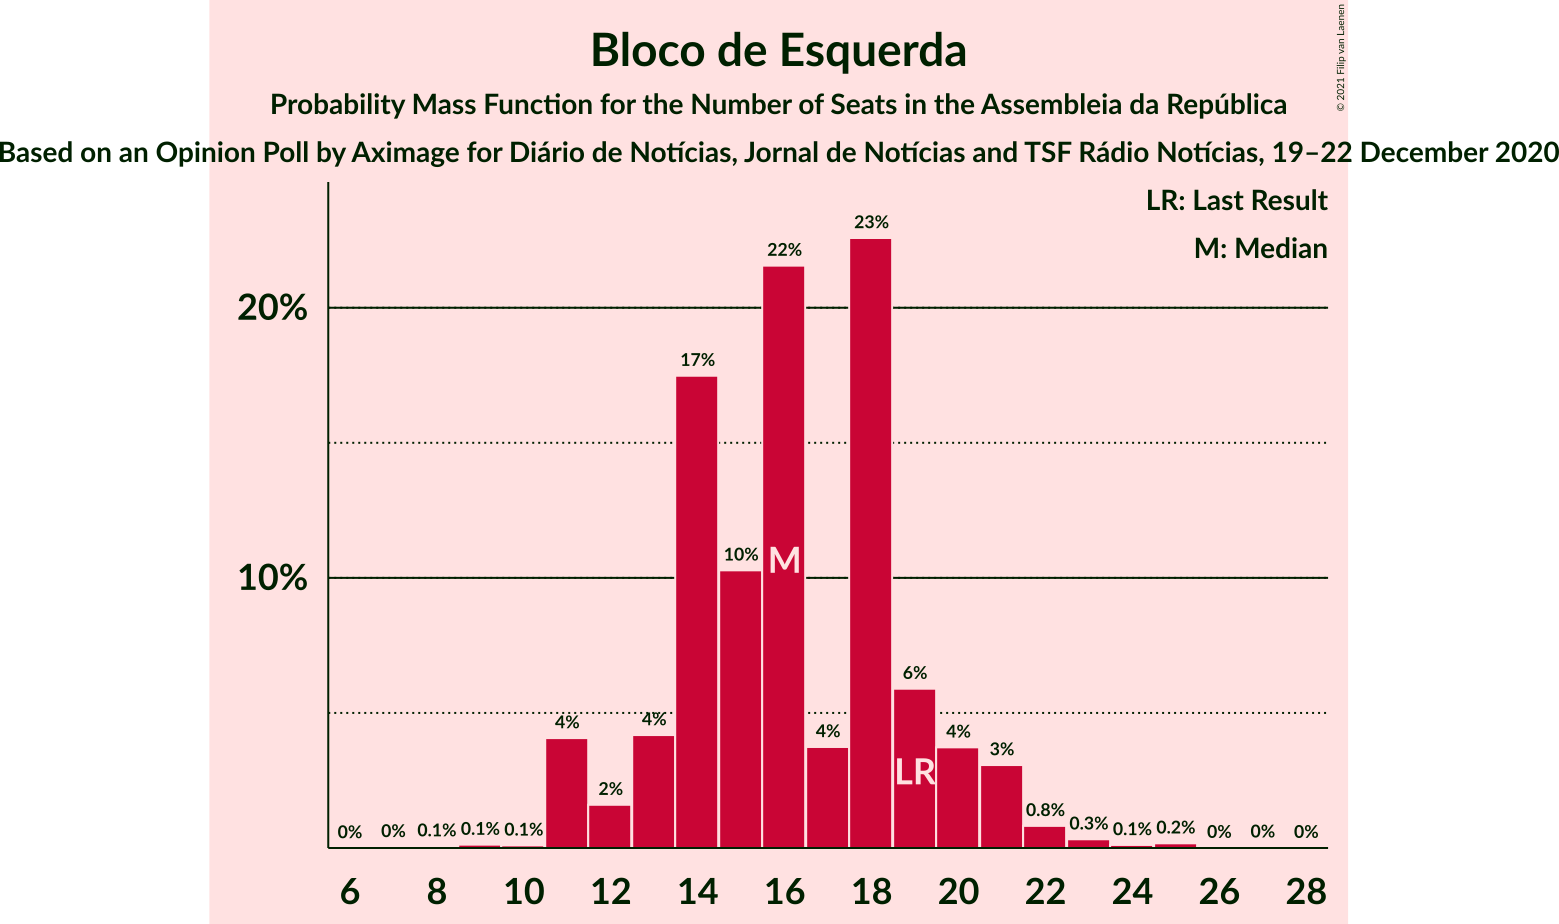 Bloco de Esquerda
Probability Mass Function for the Number of Seats in the Assembleia da República
Based on an Opinion Poll by Aximage for Diário de Notícias, Jornal de Notícias and TSF Rádio Notícias, 19–22 December 2020
© 2021 Filip van Laenen
LR: Last Result
M: Median
20%
10%
0% 0% 0.1% 0.1% 0.1% 4% 2% 4% 17% 10% 22% 4% 23% 6% 4% 3% 0.8% 0.3% 0.1% 0.2% 0% 0% 0%
M
LR
6 8 10 12 14 16 18 20 22 24 26 28